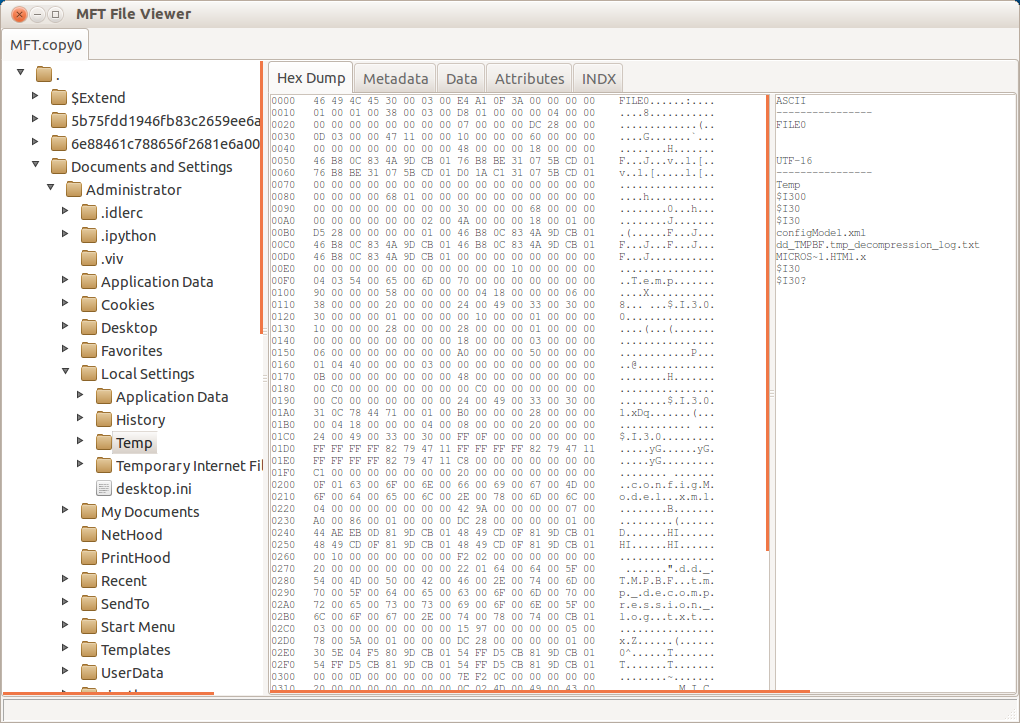 MFT File Viewer
MFT.copy0
.
$Extend
5b75fdd1946fb83c2659ee6a
6e88461c788656f2681e6a00
Documents and Settings
Administrator
.idlerc
.ipython
.viv
Application Data
Cookies
Desktop
Favorites
Local Settings
Application Data
History
Temp
Temporary Internet Fil
desktop.ini
My Documents
NetHood
PrintHood
Recent
SendTo
Start Menu
Templates
UserData
Hex Dump Metadata Data Attributes INDX
0000 46 49 4C 45 30 00 03 00 E4 A1 0F 3A 00 00 00 00 FILE0......:....
0010 01 00 01 00 38 00 03 00 D8 01 00 00 00 04 00 00 ....8...........
0020 00 00 00 00 00 00 00 00 07 00 00 00 DC 28 00 00 .............(..
0030 0D 03 00 00 47 11 00 00 10 00 00 00 60 00 00 00 ....G.......`...
0040 00 00 00 00 00 00 00 00 48 00 00 00 18 00 00 00 ........H.......
0050 46 B8 0C 83 4A 9D CB 01 76 B8 BE 31 07 5B CD 01 F...J...v..1.[..
0060 76 B8 BE 31 07 5B CD 01 D0 1A C1 31 07 5B CD 01 v..1.[.....1.[..
0070 00 00 00 00 00 00 00 00 00 00 00 00 00 00 00 00 ................
0080 00 00 00 00 68 01 00 00 00 00 00 00 00 00 00 00 ....h...........
0090 00 00 00 00 00 00 00 00 30 00 00 00 68 00 00 00 ........0...h...
00A0 00 00 00 00 00 00 02 00 4A 00 00 00 18 00 01 00 ........J.......
00B0 D5 28 00 00 00 00 01 00 46 B8 0C 83 4A 9D CB 01 .(......F...J...
00C0 46 B8 0C 83 4A 9D CB 01 46 B8 0C 83 4A 9D CB 01 F...J...F...J...
00D0 46 B8 0C 83 4A 9D CB 01 00 00 00 00 00 00 00 00 F...J...........
00E0 00 00 00 00 00 00 00 00 00 00 00 10 00 00 00 00 ................
00F0 04 03 54 00 65 00 6D 00 70 00 00 00 00 00 00 00 ..T.e.m.p.......
0100 90 00 00 00 58 00 00 00 00 04 18 00 00 00 06 00 ....X...........
0110 38 00 00 00 20 00 00 00 24 00 49 00 33 00 30 00 8... ...$.I.3.0.
0120 30 00 00 00 01 00 00 00 00 10 00 00 01 00 00 00 0...............
0130 10 00 00 00 28 00 00 00 28 00 00 00 01 00 00 00 ....(...(.......
0140 00 00 00 00 00 00 00 00 18 00 00 00 03 00 00 00 ................
0150 06 00 00 00 00 00 00 00 A0 00 00 00 50 00 00 00 ............P...
0160 01 04 40 00 00 00 03 00 00 00 00 00 00 00 00 00 ..@.............
0170 0B 00 00 00 00 00 00 00 48 00 00 00 00 00 00 00 ........H.......
0180 00 C0 00 00 00 00 00 00 00 C0 00 00 00 00 00 00 ................
0190 00 C0 00 00 00 00 00 00 24 00 49 00 33 00 30 00 ........$.I.3.0.
01A0 31 0C 78 44 71 00 01 00 B0 00 00 00 28 00 00 00 1.xDq.......(...
01B0 00 04 18 00 00 00 04 00 08 00 00 00 20 00 00 00 ............ ...
01C0 24 00 49 00 33 00 30 00 FF 0F 00 00 00 00 00 00 $.I.3.0.........
01D0 FF FF FF FF 82 79 47 11 FF FF FF FF 82 79 47 11 .....yG......yG.
01E0 FF FF FF FF 82 79 47 11 C8 00 00 00 00 00 00 00 .....yG.........
01F0 C1 00 00 00 00 00 00 00 20 00 00 00 00 00 00 00 ........ .......
0200 0F 01 63 00 6F 00 6E 00 66 00 69 00 67 00 4D 00 ..c.o.n.f.i.g.M.
0210 6F 00 64 00 65 00 6C 00 2E 00 78 00 6D 00 6C 00 o.d.e.l...x.m.l.
0220 04 00 00 00 00 00 00 00 42 9A 00 00 00 00 07 00 ........B.......
0230 A0 00 86 00 01 00 00 00 DC 28 00 00 00 00 01 00 .........(......
0240 44 AE EB 0D 81 9D CB 01 48 49 CD 0F 81 9D CB 01 D.......HI......
0250 48 49 CD 0F 81 9D CB 01 48 49 CD 0F 81 9D CB 01 HI......HI......
0260 00 10 00 00 00 00 00 00 F2 02 00 00 00 00 00 00 ................
0270 20 00 00 00 00 00 00 00 22 01 64 00 64 00 5F 00  .......".d.d._.
0280 54 00 4D 00 50 00 42 00 46 00 2E 00 74 00 6D 00 T.M.P.B.F...t.m.
0290 70 00 5F 00 64 00 65 00 63 00 6F 00 6D 00 70 00 p._.d.e.c.o.m.p.
02A0 72 00 65 00 73 00 73 00 69 00 6F 00 6E 00 5F 00 r.e.s.s.i.o.n._.
02B0 6C 00 6F 00 67 00 2E 00 74 00 78 00 74 00 CB 01 l.o.g...t.x.t...
02C0 03 00 00 00 00 00 00 00 15 97 00 00 00 00 05 00 ................
02D0 78 00 5A 00 01 00 00 00 DC 28 00 00 00 00 01 00 x.Z......(......
02E0 30 5E 04 F5 80 9D CB 01 54 FF D5 CB 81 9D CB 01 0^......T.......
02F0 54 FF D5 CB 81 9D CB 01 54 FF D5 CB 81 9D CB 01 T.......T.......
0300 00 00 0D 00 00 00 00 00 7E F2 0C 00 00 00 00 00 ........~.......
0310 20 00 00 00 00 00 00 00 0C 02 4D 00 49 00 43 00  .........M.I.C.
ASCII
----------------
FILE0
UTF-16
----------------
Temp
$I300
$I30
$I30
configModel.xml
dd_TMPBF.tmp_decompression_log.txt
MICROS~1.HTM1.x
$I30
$I30?